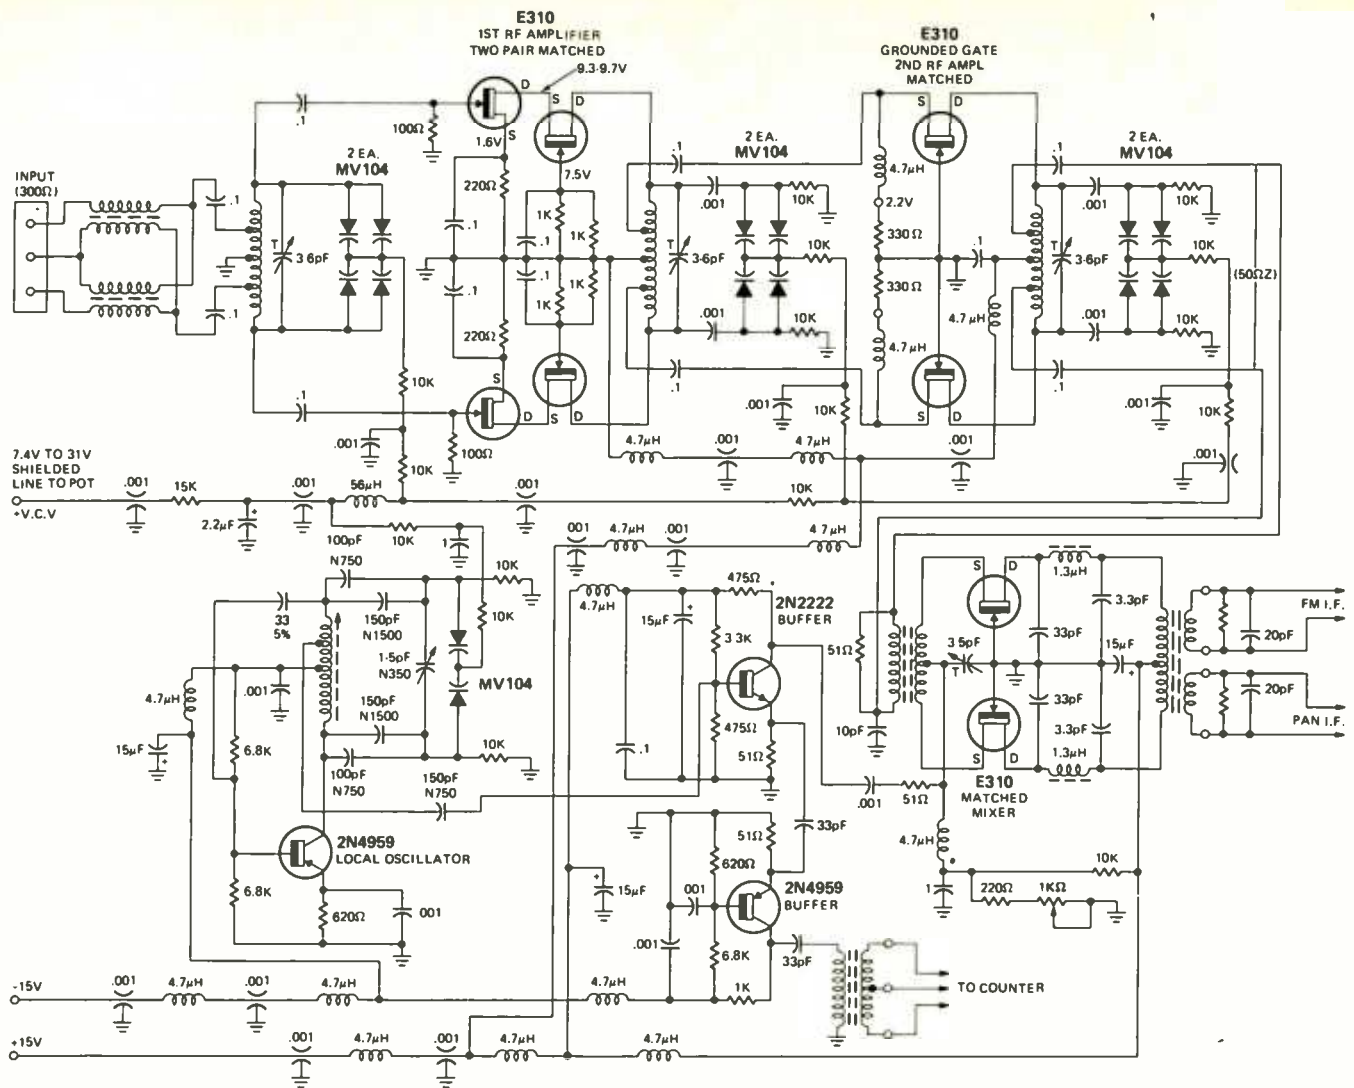 E310
1ST RF AMPLIFIER
TWO PAIR MATCHED
9.3-9.7V
E310
GROUNDED GATE
2ND RF AMPL
MATCHED
D
S
D
S
D
.1
100Ω
1.6V
S
2 EA.
MV104
7.5V
2 EA.
MV104
.1
4.7µH
2.2V
.1
2 EA.
MV104
INPUT
(300Ω)
.1
220Ω
1K
.001
10K
.001
10K
T
3-6pF
.1
.1
1K
T
3-6pF
10K
330Ω
.1
T
3-6pF
10K
(50ΩZ)
.1
.1
1K
1K
330Ω
4.7µH
.1
220Ω
.001
10K
4.7µH
.001
10K
.1
.1
S
D
S
D
S
D
.1
10K
.001
10K
.001
10K
7.4V TO 31V
SHIELDED
LINE TO POT
+V.C.V
.001
10K
100Ω
4.7µH
.001
4.7µH
.001
.001
.001
15K
.001
56µH
.001
10K
2.2µF
+
100pF
N750
10K
1
001
4.7µH
.001
4.7µH
10K
10K
33
5%
150pF
N1500
1-5pF
N350
MV104
4.7µH
.001
150pF
N1500
15µF
+
6.8K
100pF
N750
150pF
N750
10K
4.7µH
15µF
+
475Ω
2N2222
BUFFER
3.3K
475Ω
.1
51Ω
51Ω
10pF
S
D
1.3µH
3.3pF
33pF
15µF
+
3.5pF
T
33pF
3.3pF
S
D
1.3µH
E310
MATCHED
MIXER
FM I.F.
20pF
20pF
PAN I.F.
.001
51Ω
33pF
4.7µH
10K
1
220Ω
1KΩ
2N4959
LOCAL OSCILLATOR
6.8K
620Ω
001
+
15µF
51Ω
620Ω
001
2N4959
BUFFER
.001
6.8K
33pF
1K
TO COUNTER
-15V
.001
4.7µH
.001
4.7µH
4.7µH
+15V
.001
4.7µH
.001
4.7µH
4.7µH